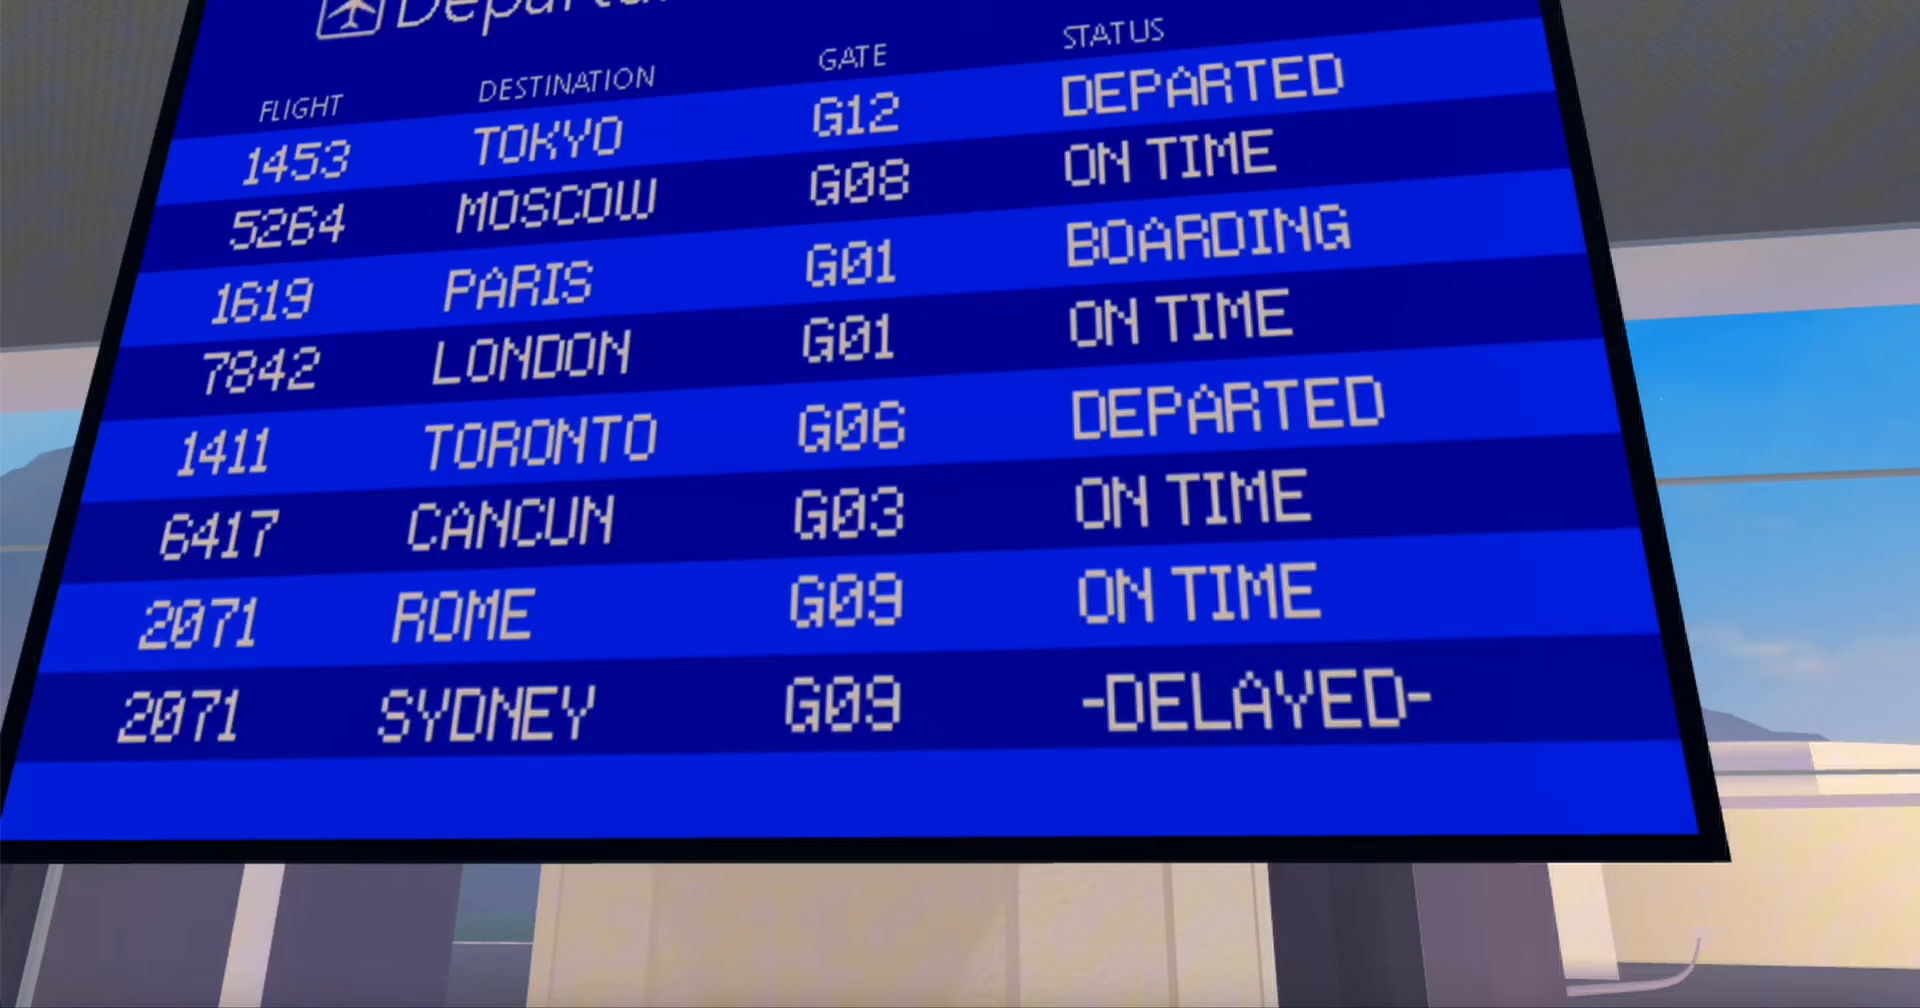 FLIGHT DESTINATION GATE STATUS
1453 TOKYO G12 DEPARTED
5264 MOSCOW G08 ON TIME
1619 PARIS G01 BOARDING
7842 LONDON G01 ON TIME
1411 TORONTO G06 DEPARTED
6417 CANCUN G03 ON TIME
2071 ROME G09 ON TIME
2071 SYDNEY G09 -DELAYED-